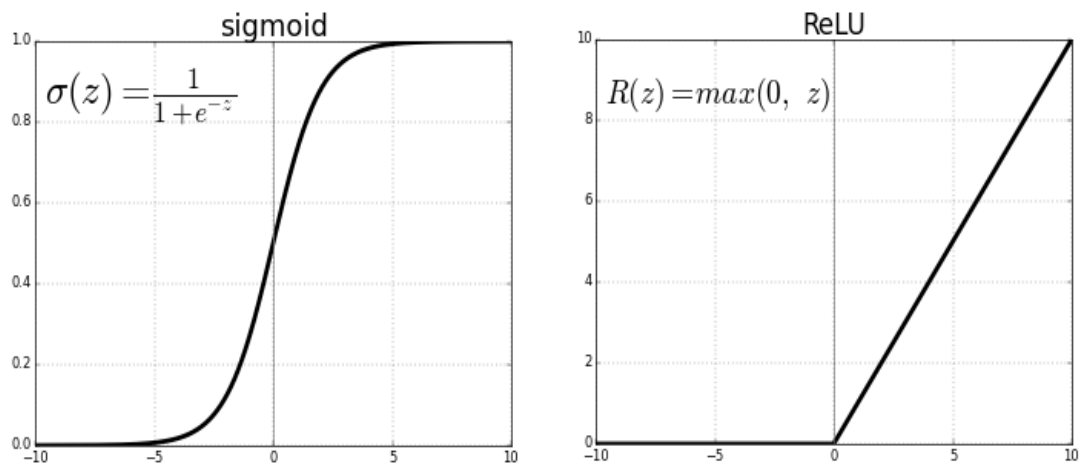 sigmoid
1.0
0.8
0.6
0.4
0.2
0.0
σ(z) = 1/(1+e^{-z})
−10 −5 0 5 10
ReLU
10
8
6
4
2
0
R(z) = max(0, z)
−10 −5 0 5 10